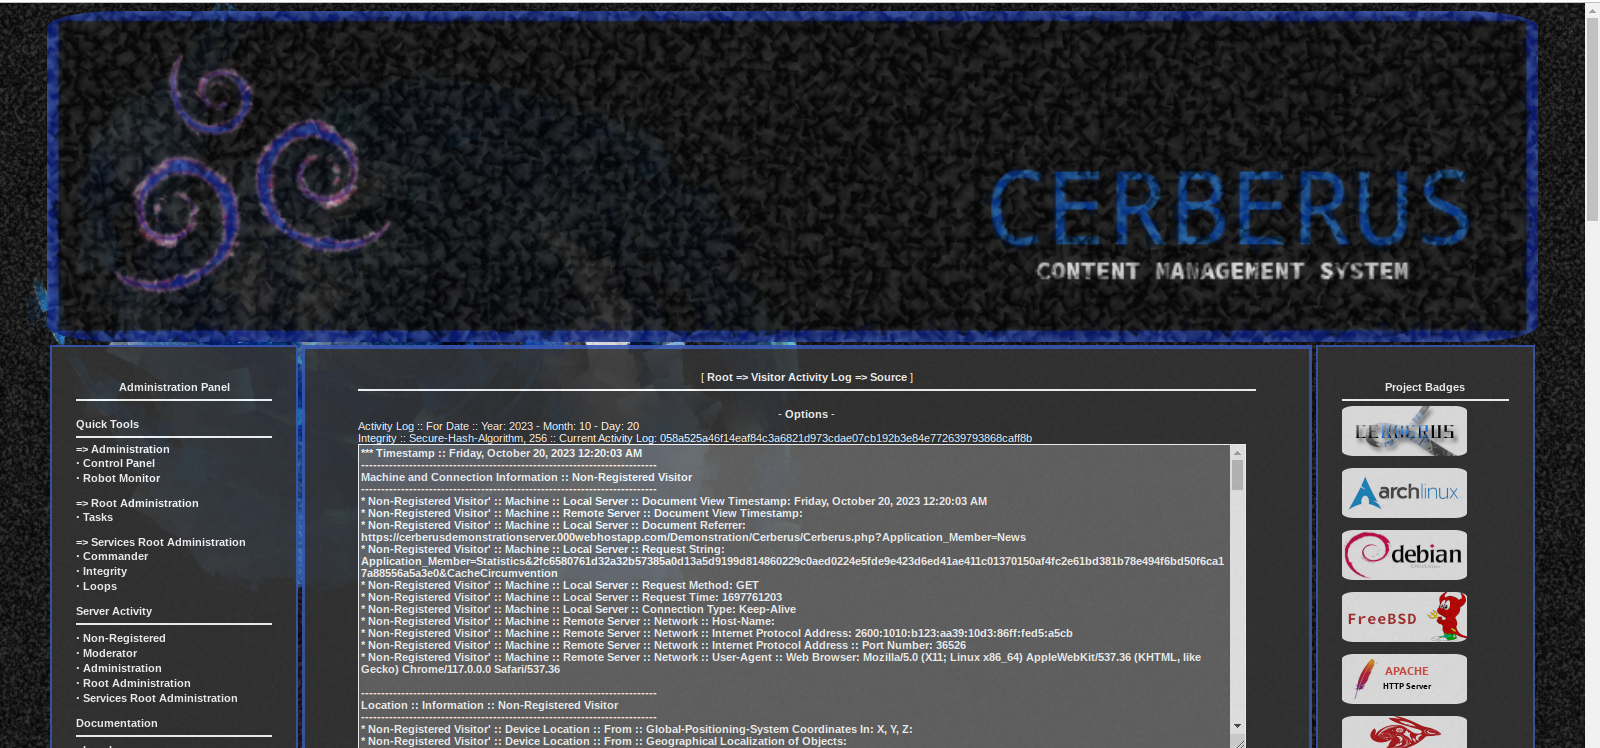 CERBERUS
CONTENT MANAGEMENT SYSTEM
Administration Panel
Quick Tools
=> Administration
· Control Panel
· Robot Monitor
=> Root Administration
· Tasks
=> Services Root Administration
· Commander
· Integrity
· Loops
Server Activity
· Non-Registered
· Moderator
· Administration
· Root Administration
· Services Root Administration
Documentation
[ Root => Visitor Activity Log => Source ]
- Options -
Activity Log :: For Date :: Year: 2023 - Month: 10 - Day: 20
Integrity :: Secure-Hash-Algorithm, 256 :: Current Activity Log: 058a525a46f14eaf84c3a6821d973cdae07cb192b3e84e772639793868caff8b
*** Timestamp :: Friday, October 20, 2023 12:20:03 AM
--------------------------------------------------------------------------
Machine and Connection Information :: Non-Registered Visitor
--------------------------------------------------------------------------
* Non-Registered Visitor' :: Machine :: Local Server :: Document View Timestamp: Friday, October 20, 2023 12:20:03 AM
* Non-Registered Visitor' :: Machine :: Remote Server :: Document View Timestamp:
* Non-Registered Visitor' :: Machine :: Local Server :: Document Referrer:
https://cerberusdemonstrationserver.000webhostapp.com/Demonstration/Cerberus/Cerberus.php?Application_Member=News
* Non-Registered Visitor' :: Machine :: Local Server :: Request String:
Application_Member=Statistics&2fc6580761d32a32b57385a0d13a5d9199d814860229c0aed0224e5fde9e423d6ed41ae411c01370150af4fc2e61bd381b78e494f6bd50f6ca1
7a88556a5a3e0&CacheCircumvention
* Non-Registered Visitor' :: Machine :: Local Server :: Request Method: GET
* Non-Registered Visitor' :: Machine :: Local Server :: Request Time: 1697761203
* Non-Registered Visitor' :: Machine :: Local Server :: Connection Type: Keep-Alive
* Non-Registered Visitor' :: Machine :: Remote Server :: Network :: Host-Name:
* Non-Registered Visitor' :: Machine :: Remote Server :: Network :: Internet Protocol Address: 2600:1010:b123:aa39:10d3:86ff:fed5:a5cb
* Non-Registered Visitor' :: Machine :: Remote Server :: Network :: Internet Protocol Address :: Port Number: 36526
* Non-Registered Visitor' :: Machine :: Remote Server :: Network :: User-Agent :: Web Browser: Mozilla/5.0 (X11; Linux x86_64) AppleWebKit/537.36 (KHTML, like
Gecko) Chrome/117.0.0.0 Safari/537.36
--------------------------------------------------------------------------
Location :: Information :: Non-Registered Visitor
--------------------------------------------------------------------------
* Non-Registered Visitor' :: Device Location :: From :: Global-Positioning-System Coordinates In: X, Y, Z:
* Non-Registered Visitor' :: Device Location :: From :: Geographical Localization of Objects:
Project Badges
CERBERUS
archlinux
debian
FreeBSD
APACHE
HTTP Server